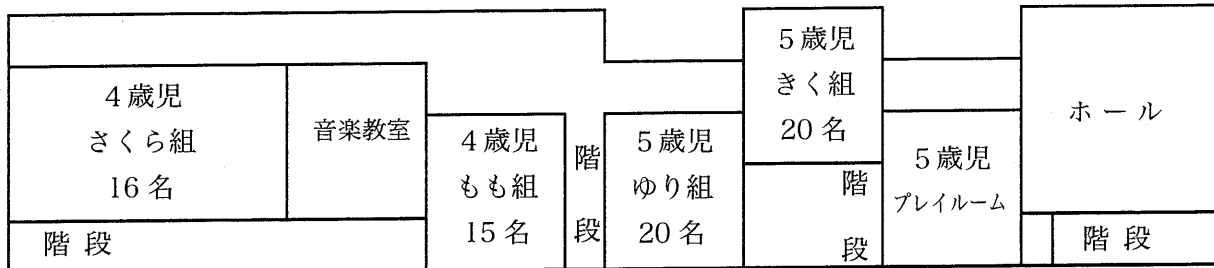 4歳児
さくら組
16名
音楽教室
階段
4歳児
もも組
15名
階
段
5歳児
ゆり組
20名
5歳児
きく組
20名
階
段
5歳児
プレイルーム
ホール
階段